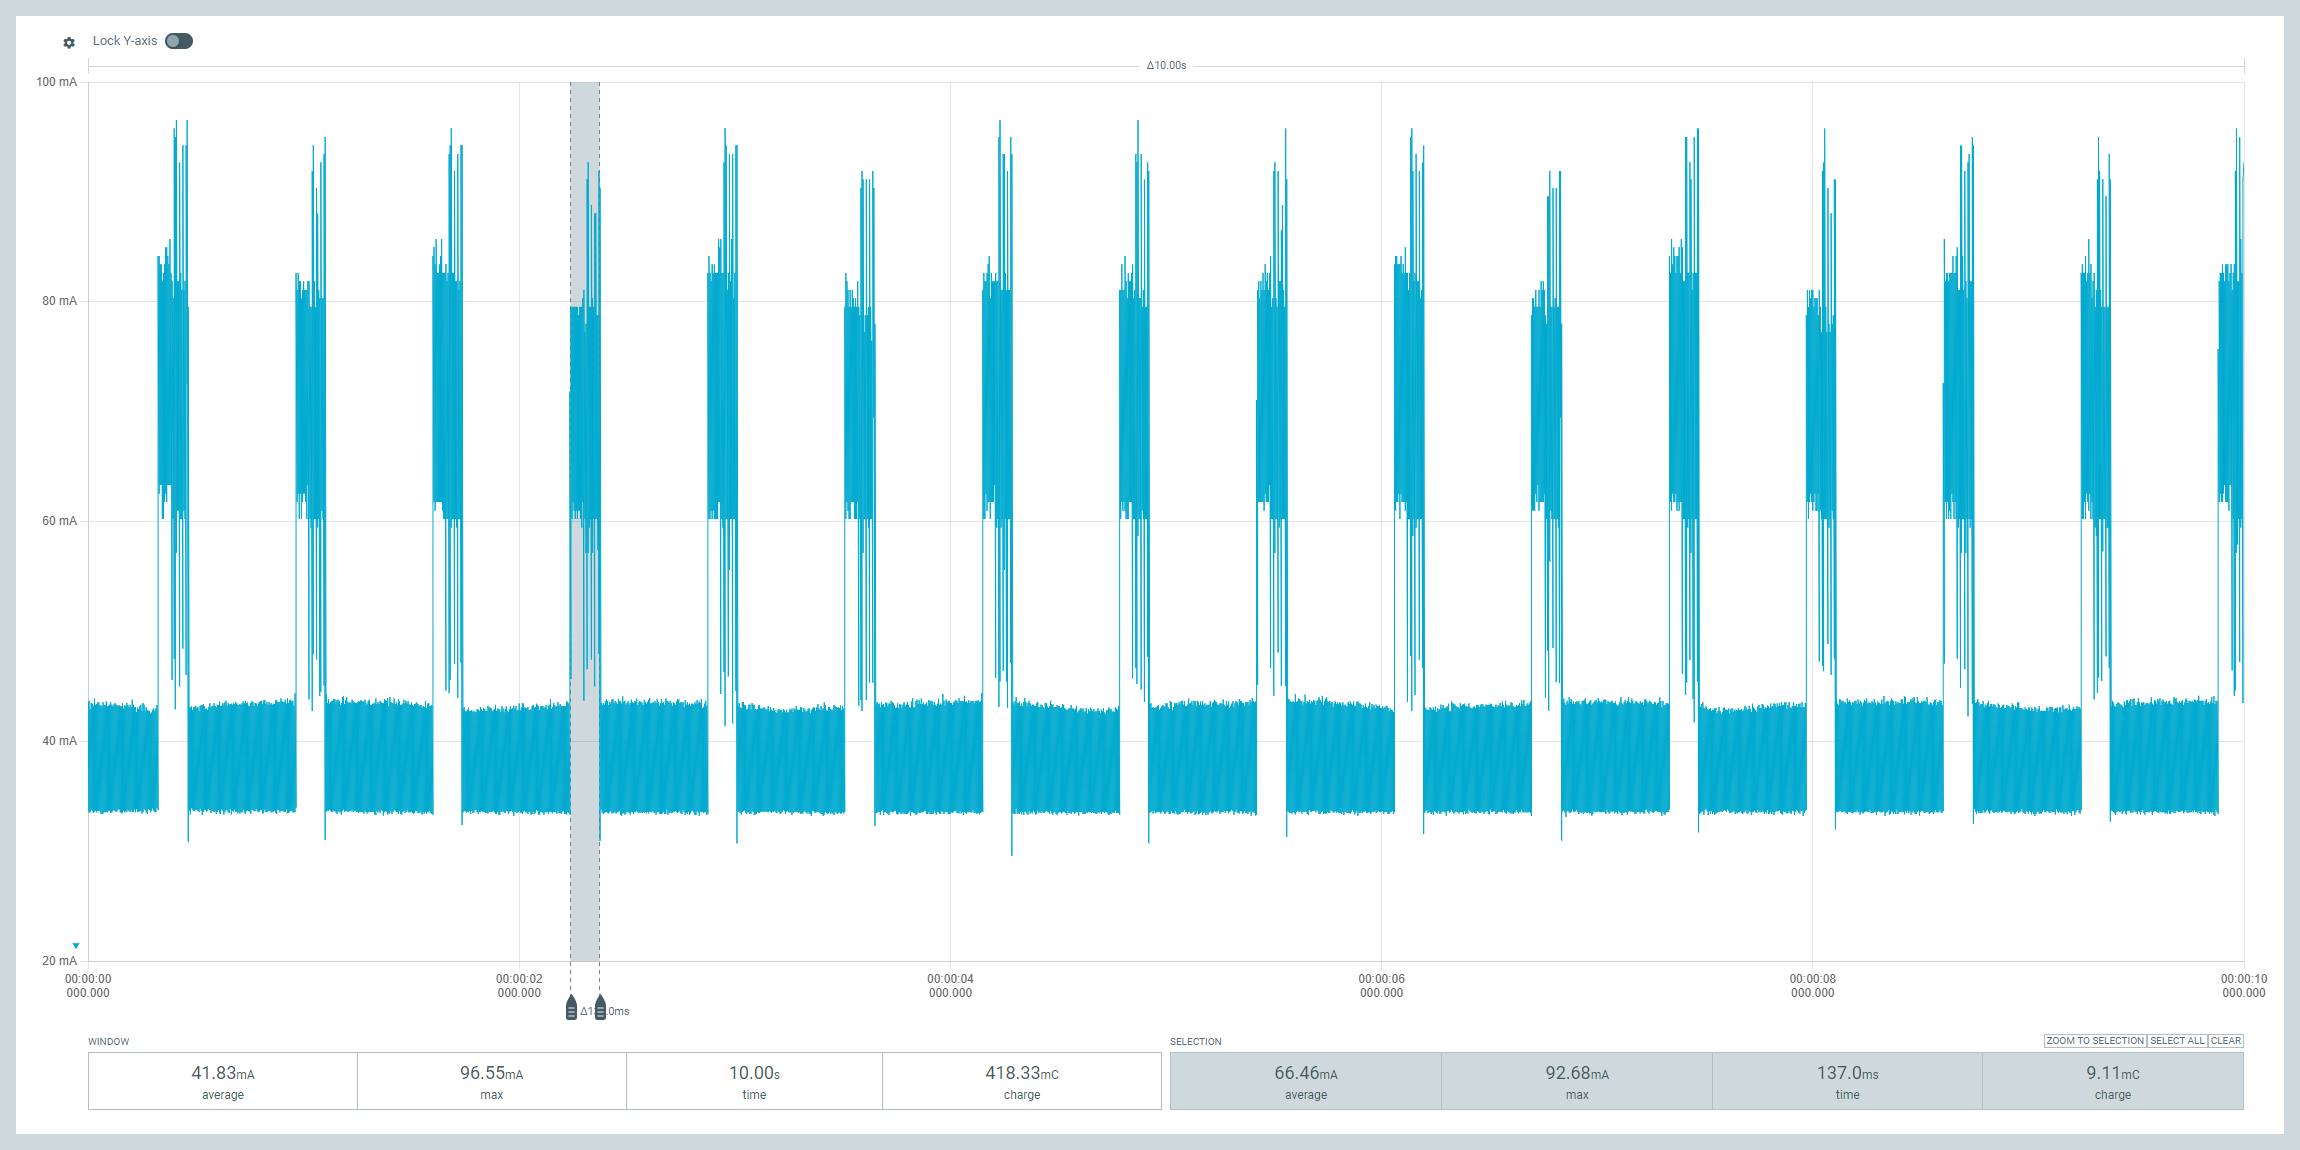 Lock Y-axis
Δ10.00s
100 mA
80 mA
60 mA
40 mA
20 mA
00:00:00 00:00:02 00:00:04 00:00:06 00:00:08 00:00:10
000.000 000.000 000.000 000.000 000.000 000.000
WINDOW
41.83mA 96.55mA 10.00s 418.33mC
average max time charge
SELECTION
ZOOM TO SELECTION SELECT ALL CLEAR
66.46mA 92.68mA 137.0ms 9.11mC
average max time charge